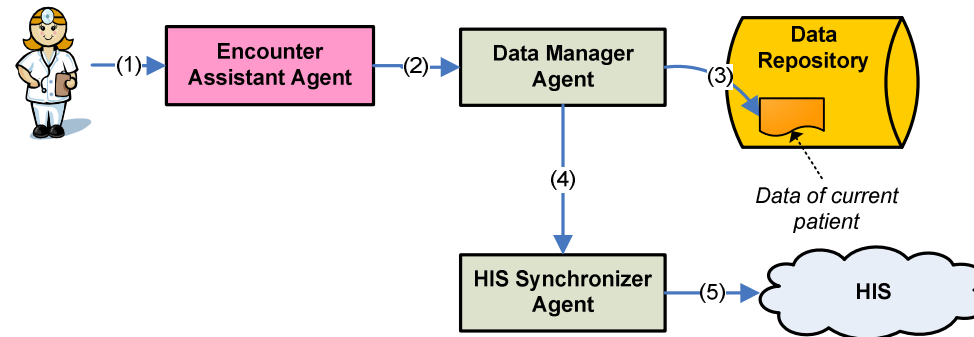 (1)
Encounter
Assistant Agent
(2)
Data Manager
Agent
(3)
Data
Repository
Data of current
patient
(4)
HIS Synchronizer
Agent
(5)
HIS